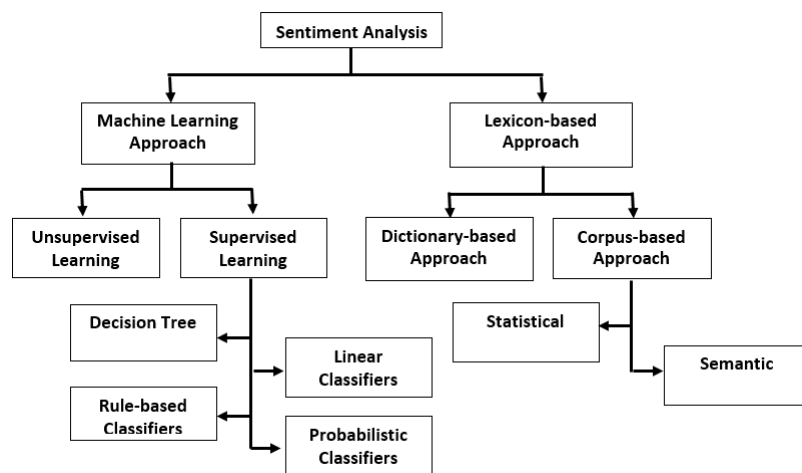 Sentiment Analysis
Machine Learning
Approach
Lexicon-based
Approach
Unsupervised
Learning
Supervised
Learning
Dictionary-based
Approach
Corpus-based
Approach
Decision Tree
Statistical
Linear
Classifiers
Semantic
Rule-based
Classifiers
Probabilistic
Classifiers